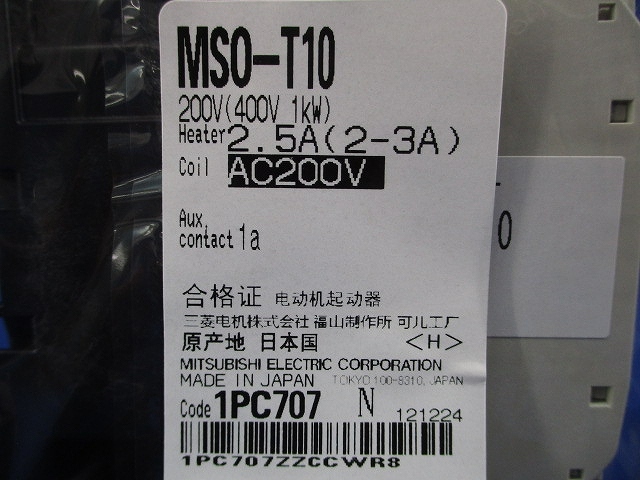 MSO-T10
200V(400V 1kW)
Heater 2.5A(2-3A)
Coil AC200V
Aux. contact 1a
合格证 电动机起动器
三菱电机株式会社 福山制作所 可儿工厂
原产地 日本国 <H>
MITSUBISHI ELECTRIC CORPORATION
MADE IN JAPAN TOKYO 100-8310, JAPAN
Code 1PC707 N 121224
1PC707ZZCCWR8
0